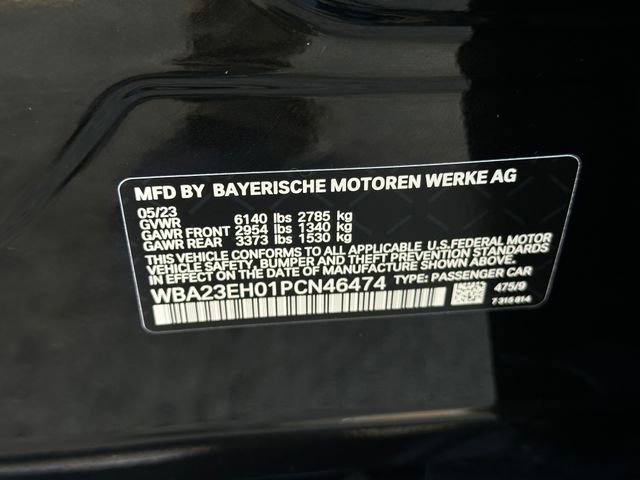 MFD BY BAYERISCHE MOTOREN WERKE AG
05/23
GVWR 6140 lbs 2785 kg
GAWR FRONT 2954 lbs 1340 kg
GAWR REAR 3373 lbs 1530 kg
THIS VEHICLE CONFORMS TO ALL APPLICABLE U.S.FEDERAL MOTOR
VEHICLE SAFETY, BUMPER AND THEFT PREVENTION STANDARDS
IN EFFECT ON THE DATE OF MANUFACTURE SHOWN ABOVE.
WBA23EH01PCN46474 TYPE: PASSENGER CAR
475/9
7 316 814